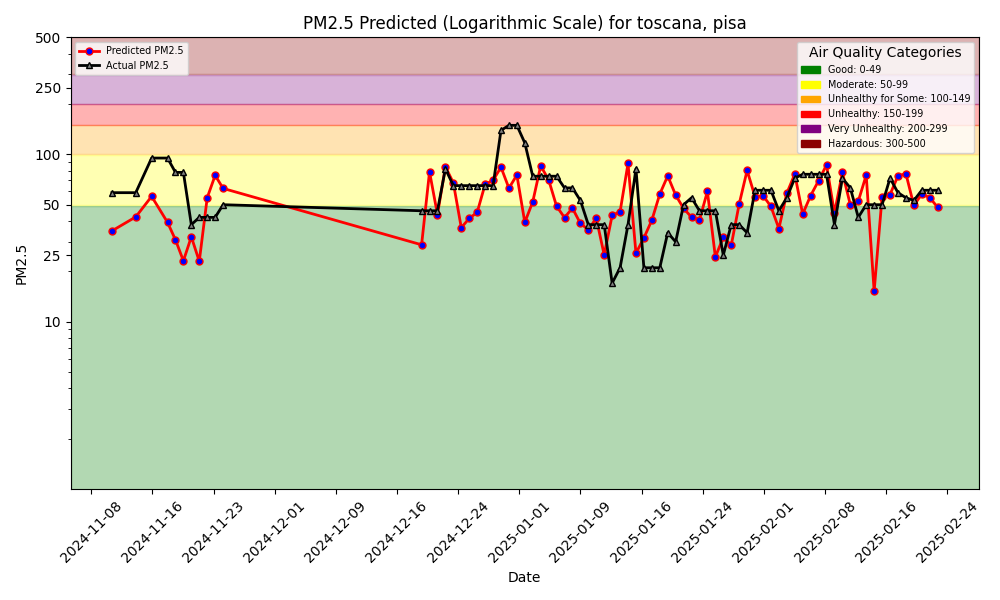 PM2.5 Predicted (Logarithmic Scale) for toscana, pisa
Predicted PM2.5
Actual PM2.5
Air Quality Categories
Good: 0-49
Moderate: 50-99
Unhealthy for Some: 100-149
Unhealthy: 150-199
Very Unhealthy: 200-299
Hazardous: 300-500
PM2.5
500
250
100
50
25
10
2024-11-08
2024-11-16
2024-11-23
2024-12-01
2024-12-09
2024-12-16
2024-12-24
2025-01-01
2025-01-09
2025-01-16
2025-01-24
2025-02-01
2025-02-08
2025-02-16
2025-02-24
Date